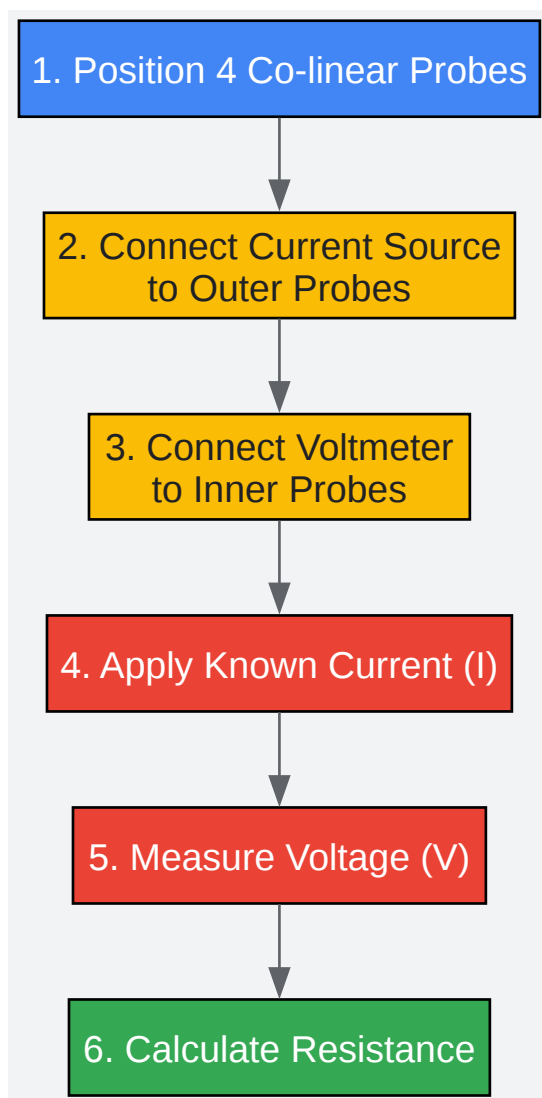 1. Position 4 Co-linear Probes
2. Connect Current Source
to Outer Probes
3. Connect Voltmeter
to Inner Probes
4. Apply Known Current (I)
5. Measure Voltage (V)
6. Calculate Resistance